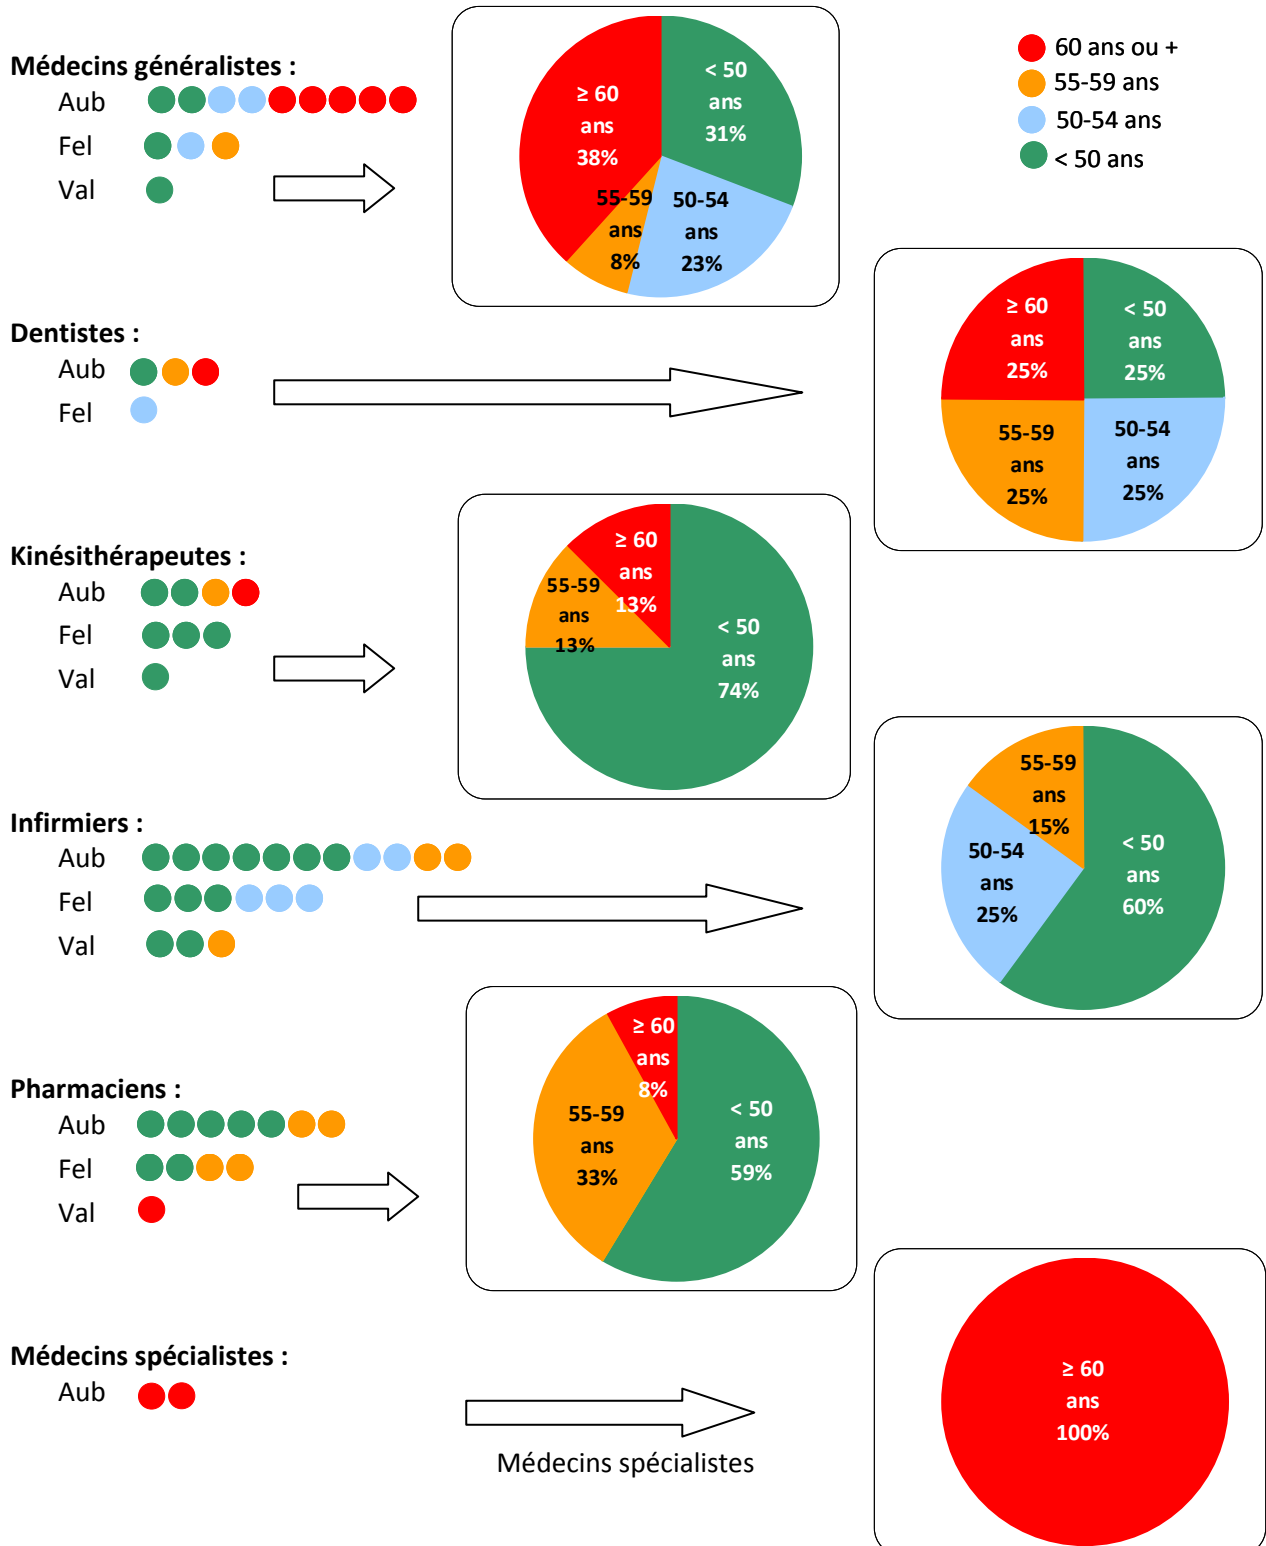 Médecins généralistes :
Aub
Fel
Val
≥ 60
ans
38%
< 50
ans
31%
55-59
ans
8%
50-54
ans
23%
60 ans ou +
55-59 ans
50-54 ans
< 50 ans
Dentistes :
Aub
Fel
≥ 60
ans
25%
< 50
ans
25%
55-59
ans
25%
50-54
ans
25%
Kinésithérapeutes :
Aub
Fel
Val
≥ 60
ans
13%
55-59
ans
13%
< 50
ans
74%
Infirmiers :
Aub
Fel
Val
55-59
ans
15%
50-54
ans
25%
< 50
ans
60%
Pharmaciens :
Aub
Fel
Val
≥ 60
ans
8%
55-59
ans
33%
< 50
ans
59%
Médecins spécialistes :
Aub
Médecins spécialistes
≥ 60
ans
100%